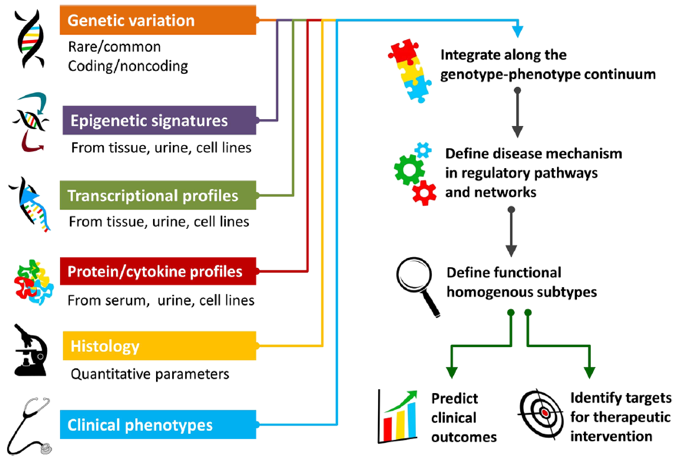 Genetic variation
Rare/common
Coding/noncoding
Epigenetic signatures
From tissue, urine, cell lines
Transcriptional profiles
From tissue, urine, cell lines
Protein/cytokine profiles
From serum, urine, cell lines
Histology
Quantitative parameters
Clinical phenotypes
Integrate along the
genotype-phenotype continuum
Define disease mechanism
in regulatory pathways
and networks
Define functional
homogenous subtypes
Predict
clinical
outcomes
Identify targets
for therapeutic
intervention